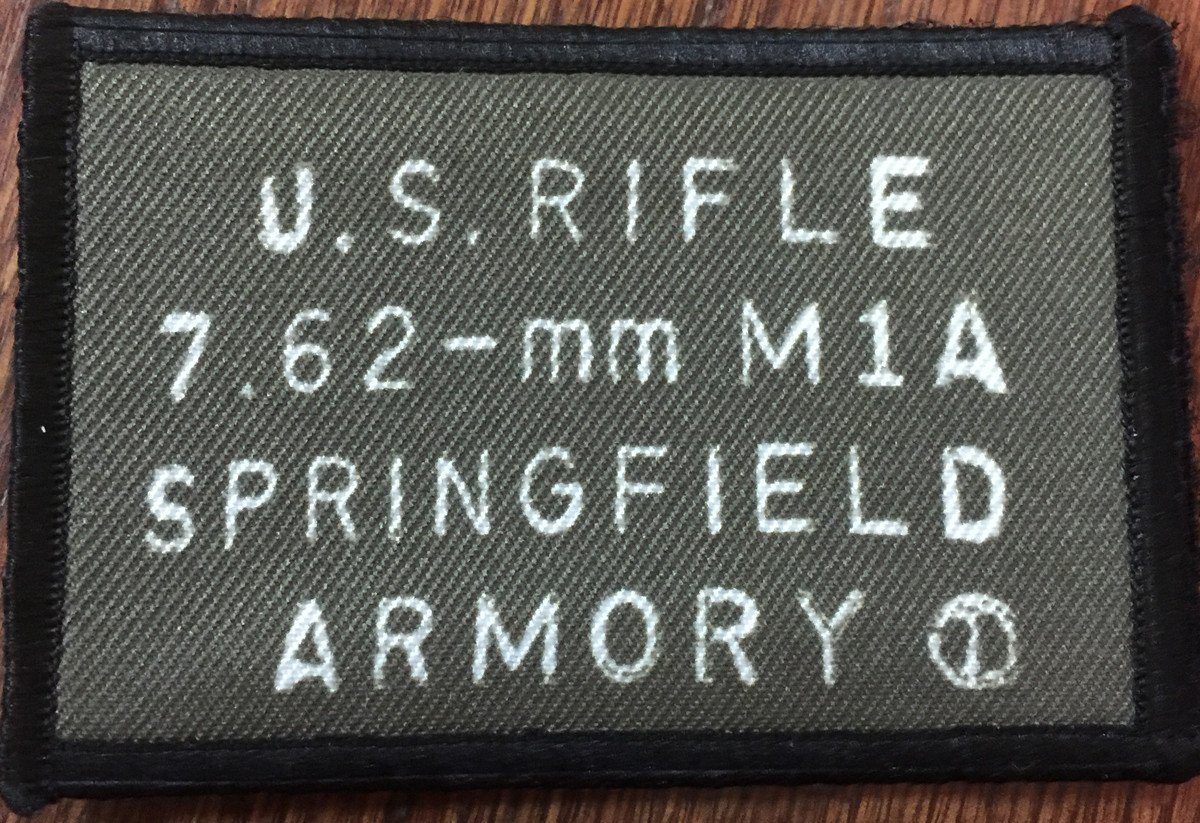 U.S. RIFLE
7.62-mm M1A
SPRINGFIELD
ARMORY